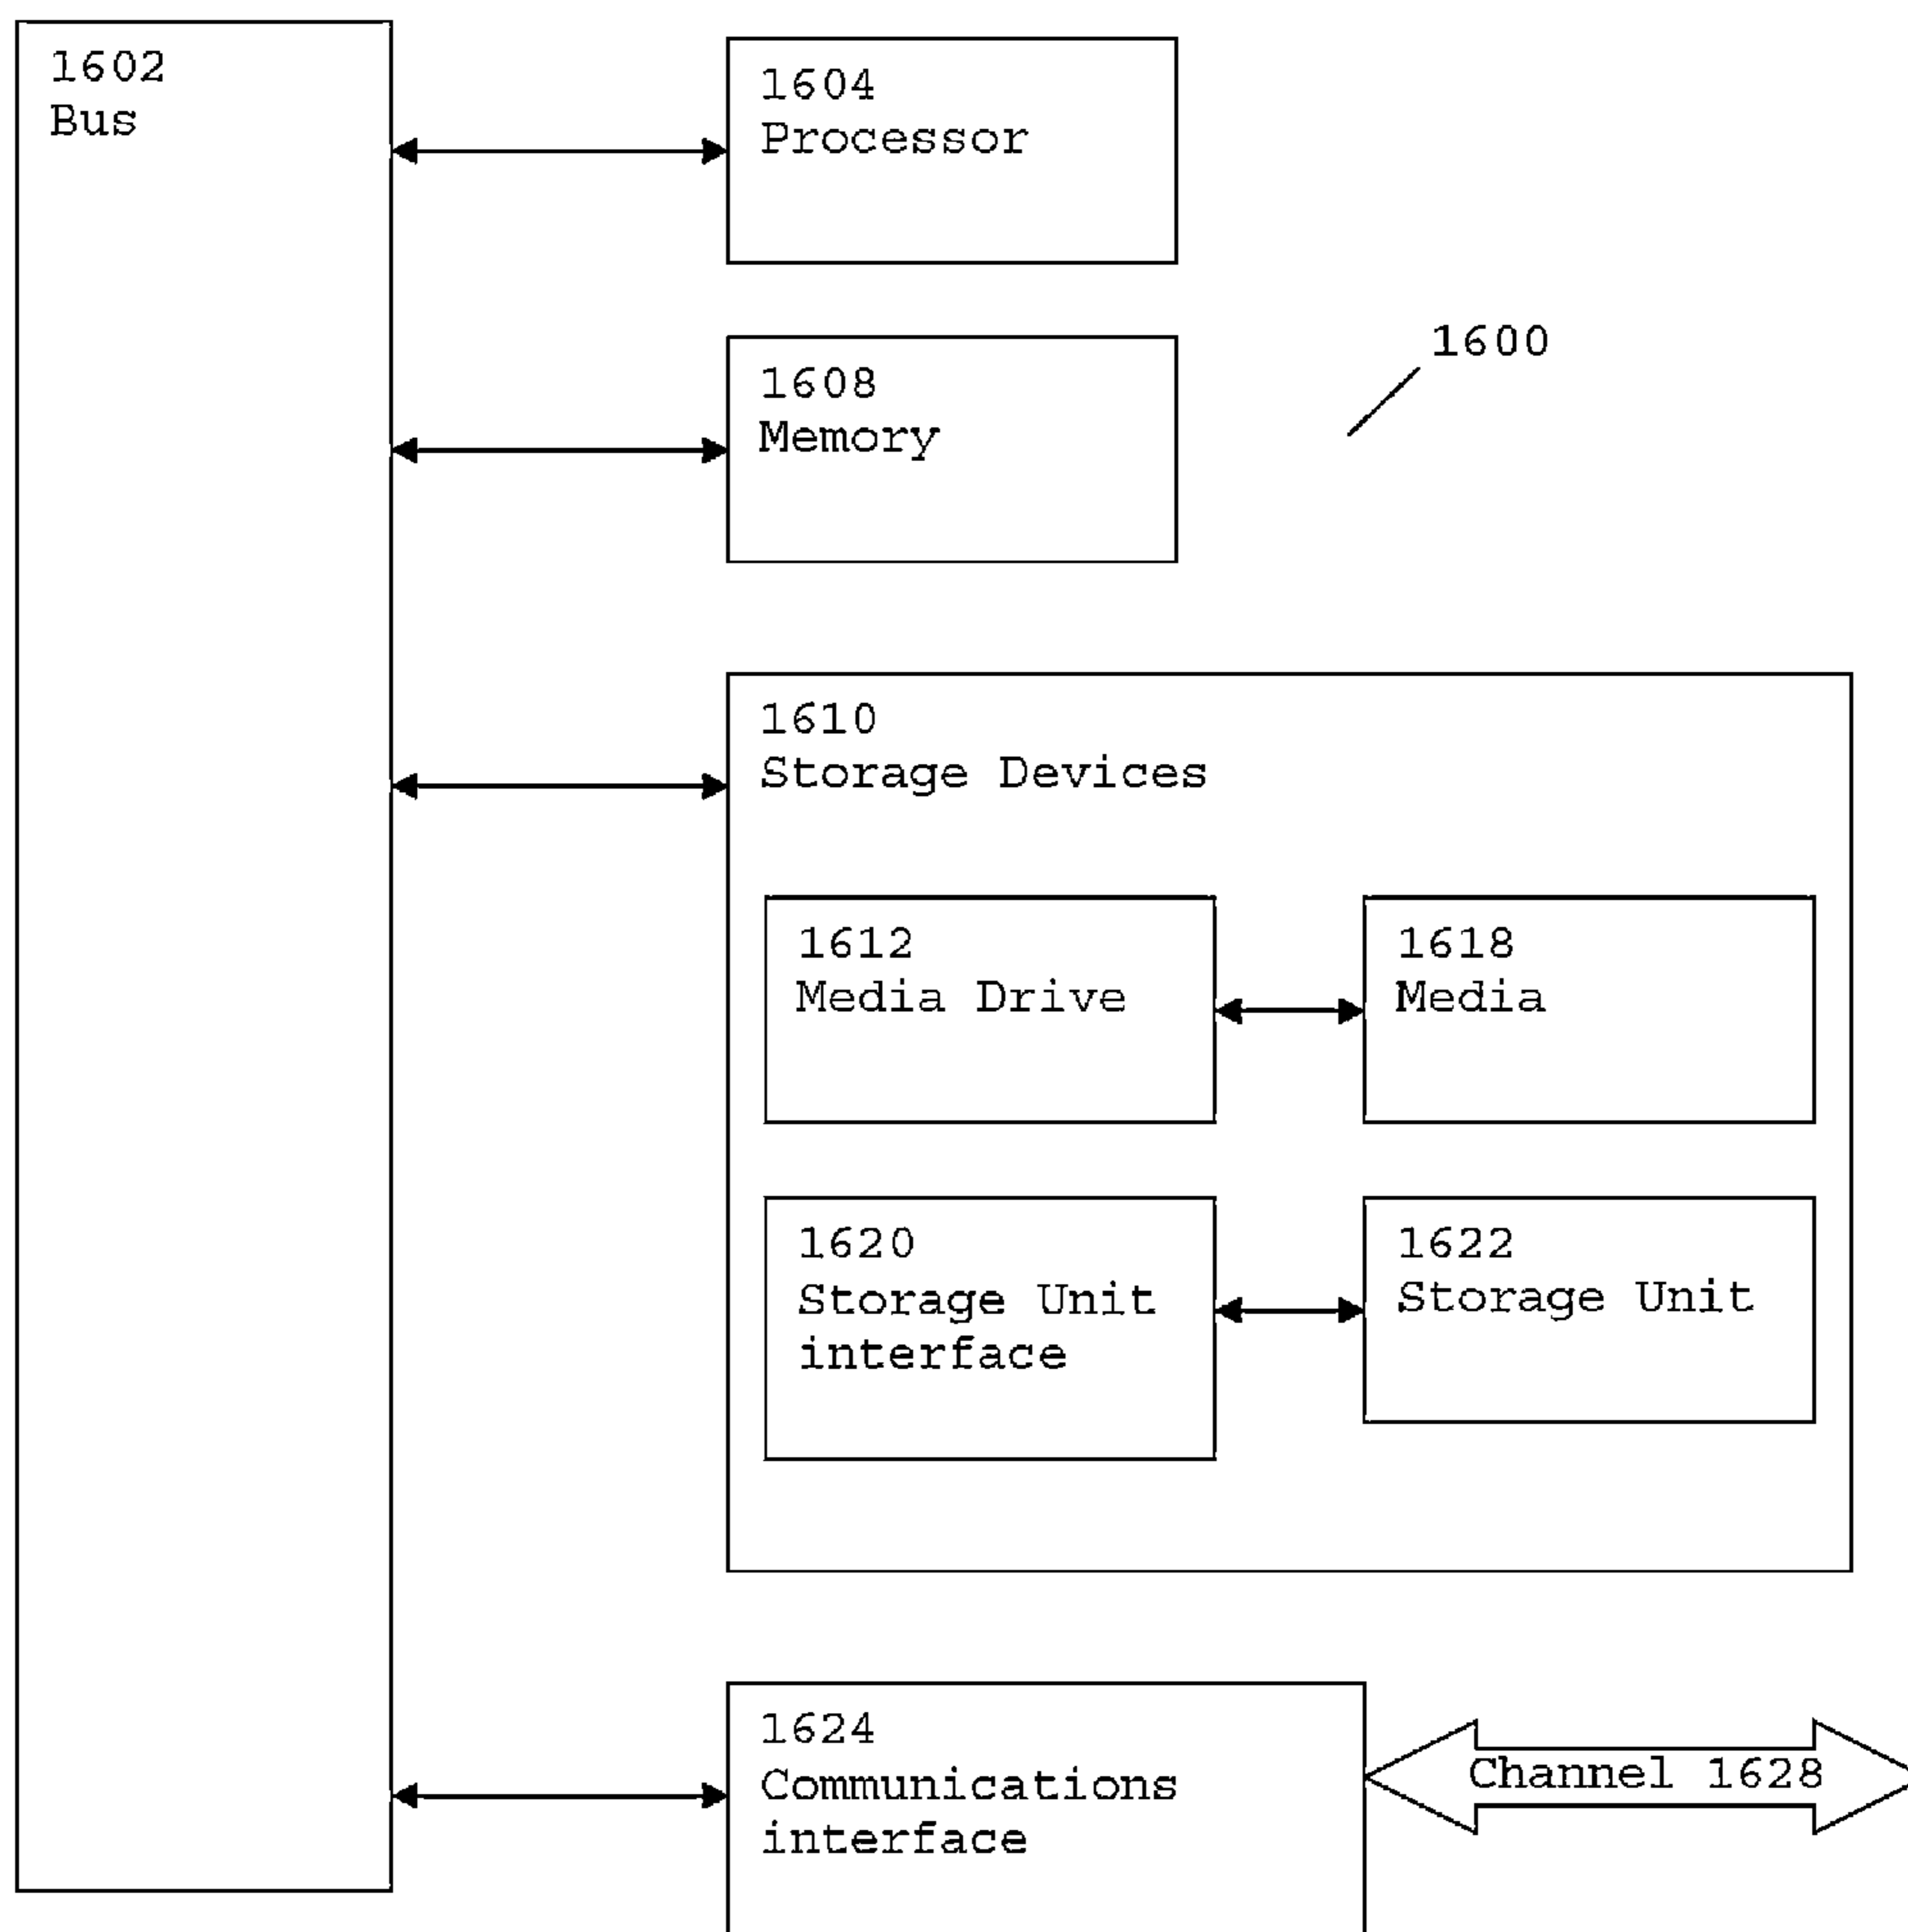 1602
Bus
1604
Processor
1600
1608
Memory
1610
Storage Devices
1612
Media Drive
1618
Media
1620
Storage Unit
interface
1622
Storage Unit
1624
Communications
interface
Channel 1628